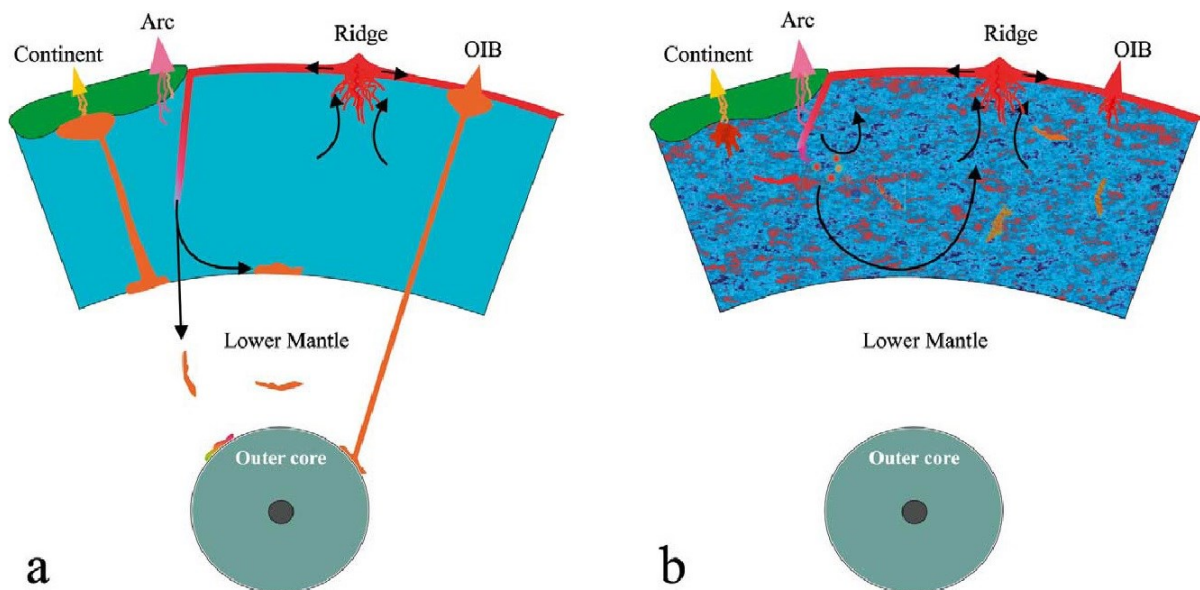 Arc
Continent
Ridge
OIB
Lower Mantle
Outer core
a
Arc
Continent
Ridge
OIB
Lower Mantle
Outer core
b